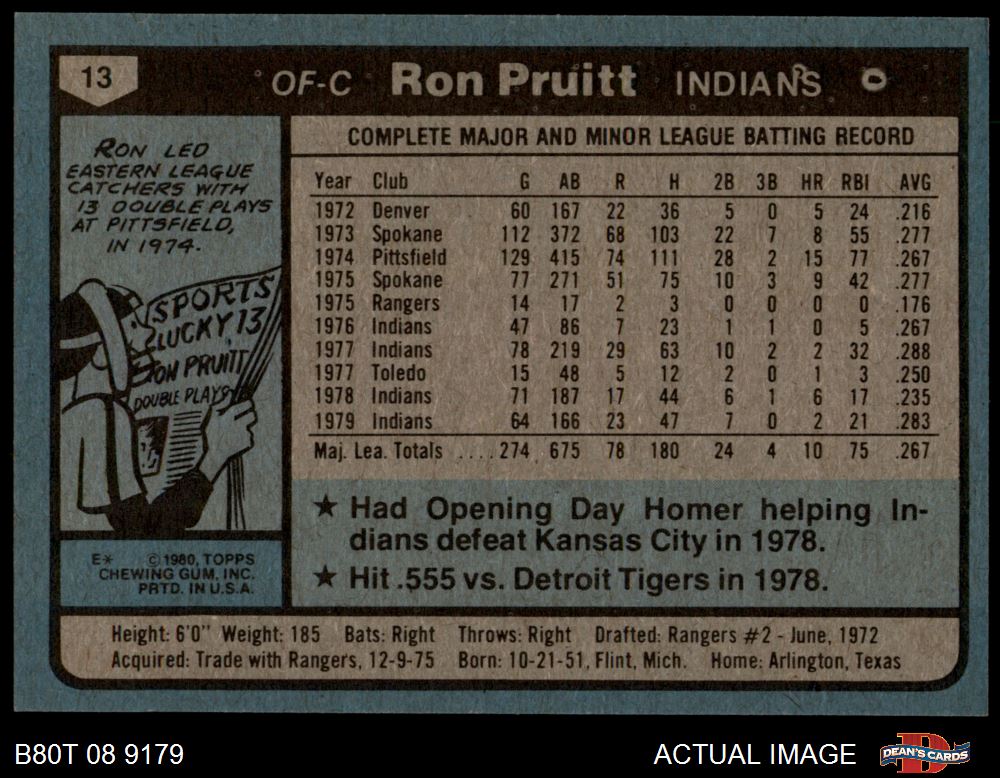 13
OF-C Ron Pruitt INDIANS
RON LED
EASTERN LEAGUE
CATCHERS WITH
13 DOUBLE PLAYS
AT PITTSFIELD,
IN 1974.
SPORTS
LUCKY 13
RON PRUITT
DOUBLE PLAYS
E* © 1980, TOPPS
CHEWING GUM, INC.
PRTD. IN U.S.A.
COMPLETE MAJOR AND MINOR LEAGUE BATTING RECORD
Year Club G AB R H 2B 3B HR RBI AVG
1972 Denver 60 167 22 36 5 0 5 24 .216
1973 Spokane 112 372 68 103 22 7 8 55 .277
1974 Pittsfield 129 415 74 111 28 2 15 77 .267
1975 Spokane 77 271 51 75 10 3 9 42 .277
1975 Rangers 14 17 2 3 0 0 0 0 .176
1976 Indians 47 86 7 23 1 1 0 5 .267
1977 Indians 78 219 29 63 10 2 2 32 .288
1977 Toledo 15 48 5 12 2 0 1 3 .250
1978 Indians 71 187 17 44 6 1 6 17 .235
1979 Indians 64 166 23 47 7 0 2 21 .283
Maj. Lea. Totals ....274 675 78 180 24 4 10 75 .267
★ Had Opening Day Homer helping In-
dians defeat Kansas City in 1978.
★ Hit .555 vs. Detroit Tigers in 1978.
Height: 6'0" Weight: 185 Bats: Right Throws: Right Drafted: Rangers #2 - June, 1972
Acquired: Trade with Rangers, 12-9-75 Born: 10-21-51, Flint, Mich. Home: Arlington, Texas
B80T 08 9179
ACTUAL IMAGE
DEAN'S CARDS